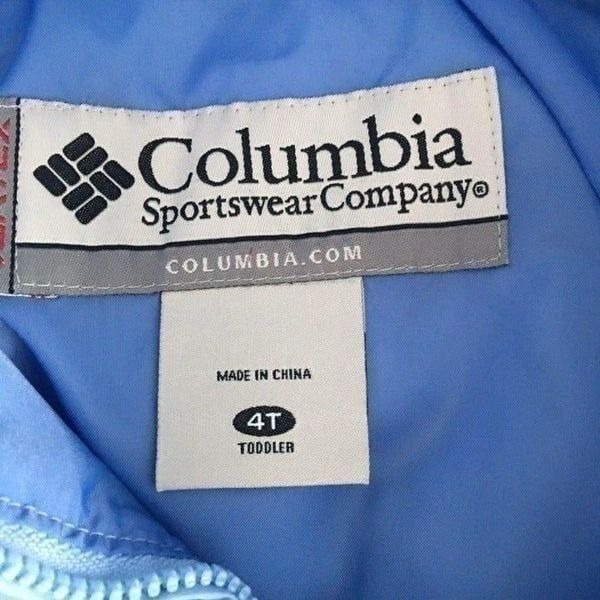 Columbia
Sportswear Company®
COLUMBIA.COM
MADE IN CHINA
4T
TODDLER